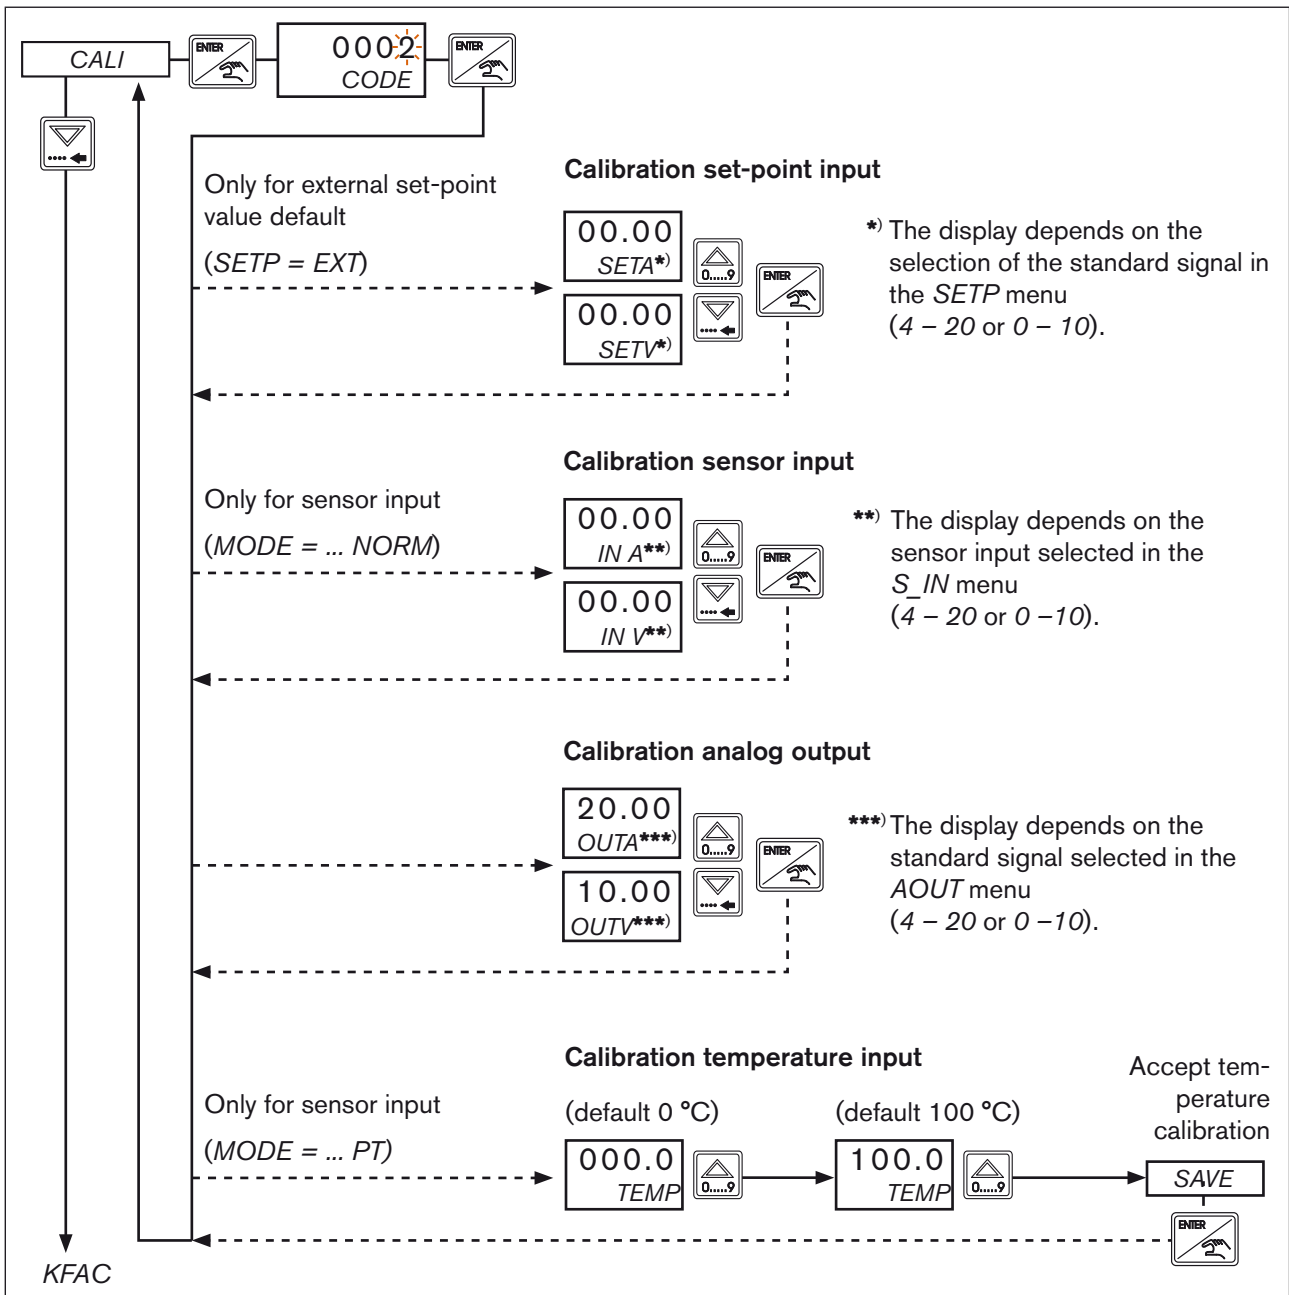 CALI
ENTER
0002
CODE
ENTER
Only for external set-point
value default
(SETP = EXT)
Calibration set-point input
00.00
SETA*)
0.....9
ENTER
00.00
SETV*)
*) The display depends on the
selection of the standard signal in
the SETP menu
(4 – 20 or 0 – 10).
Calibration sensor input
Only for sensor input
(MODE = ... NORM)
00.00
IN A**)
0.....9
ENTER
00.00
IN V**)
**) The display depends on the
sensor input selected in the
S_IN menu
(4 – 20 or 0 –10).
Calibration analog output
20.00
OUTA***)
0.....9
ENTER
10.00
OUTV***)
***) The display depends on the
standard signal selected in the
AOUT menu
(4 – 20 or 0 –10).
Calibration temperature input
Only for sensor input
(MODE = ... PT)
(default 0 °C)
000.0
TEMP
0.....9
(default 100 °C)
100.0
TEMP
0.....9
Accept tem-
perature
calibration
SAVE
ENTER
KFAC